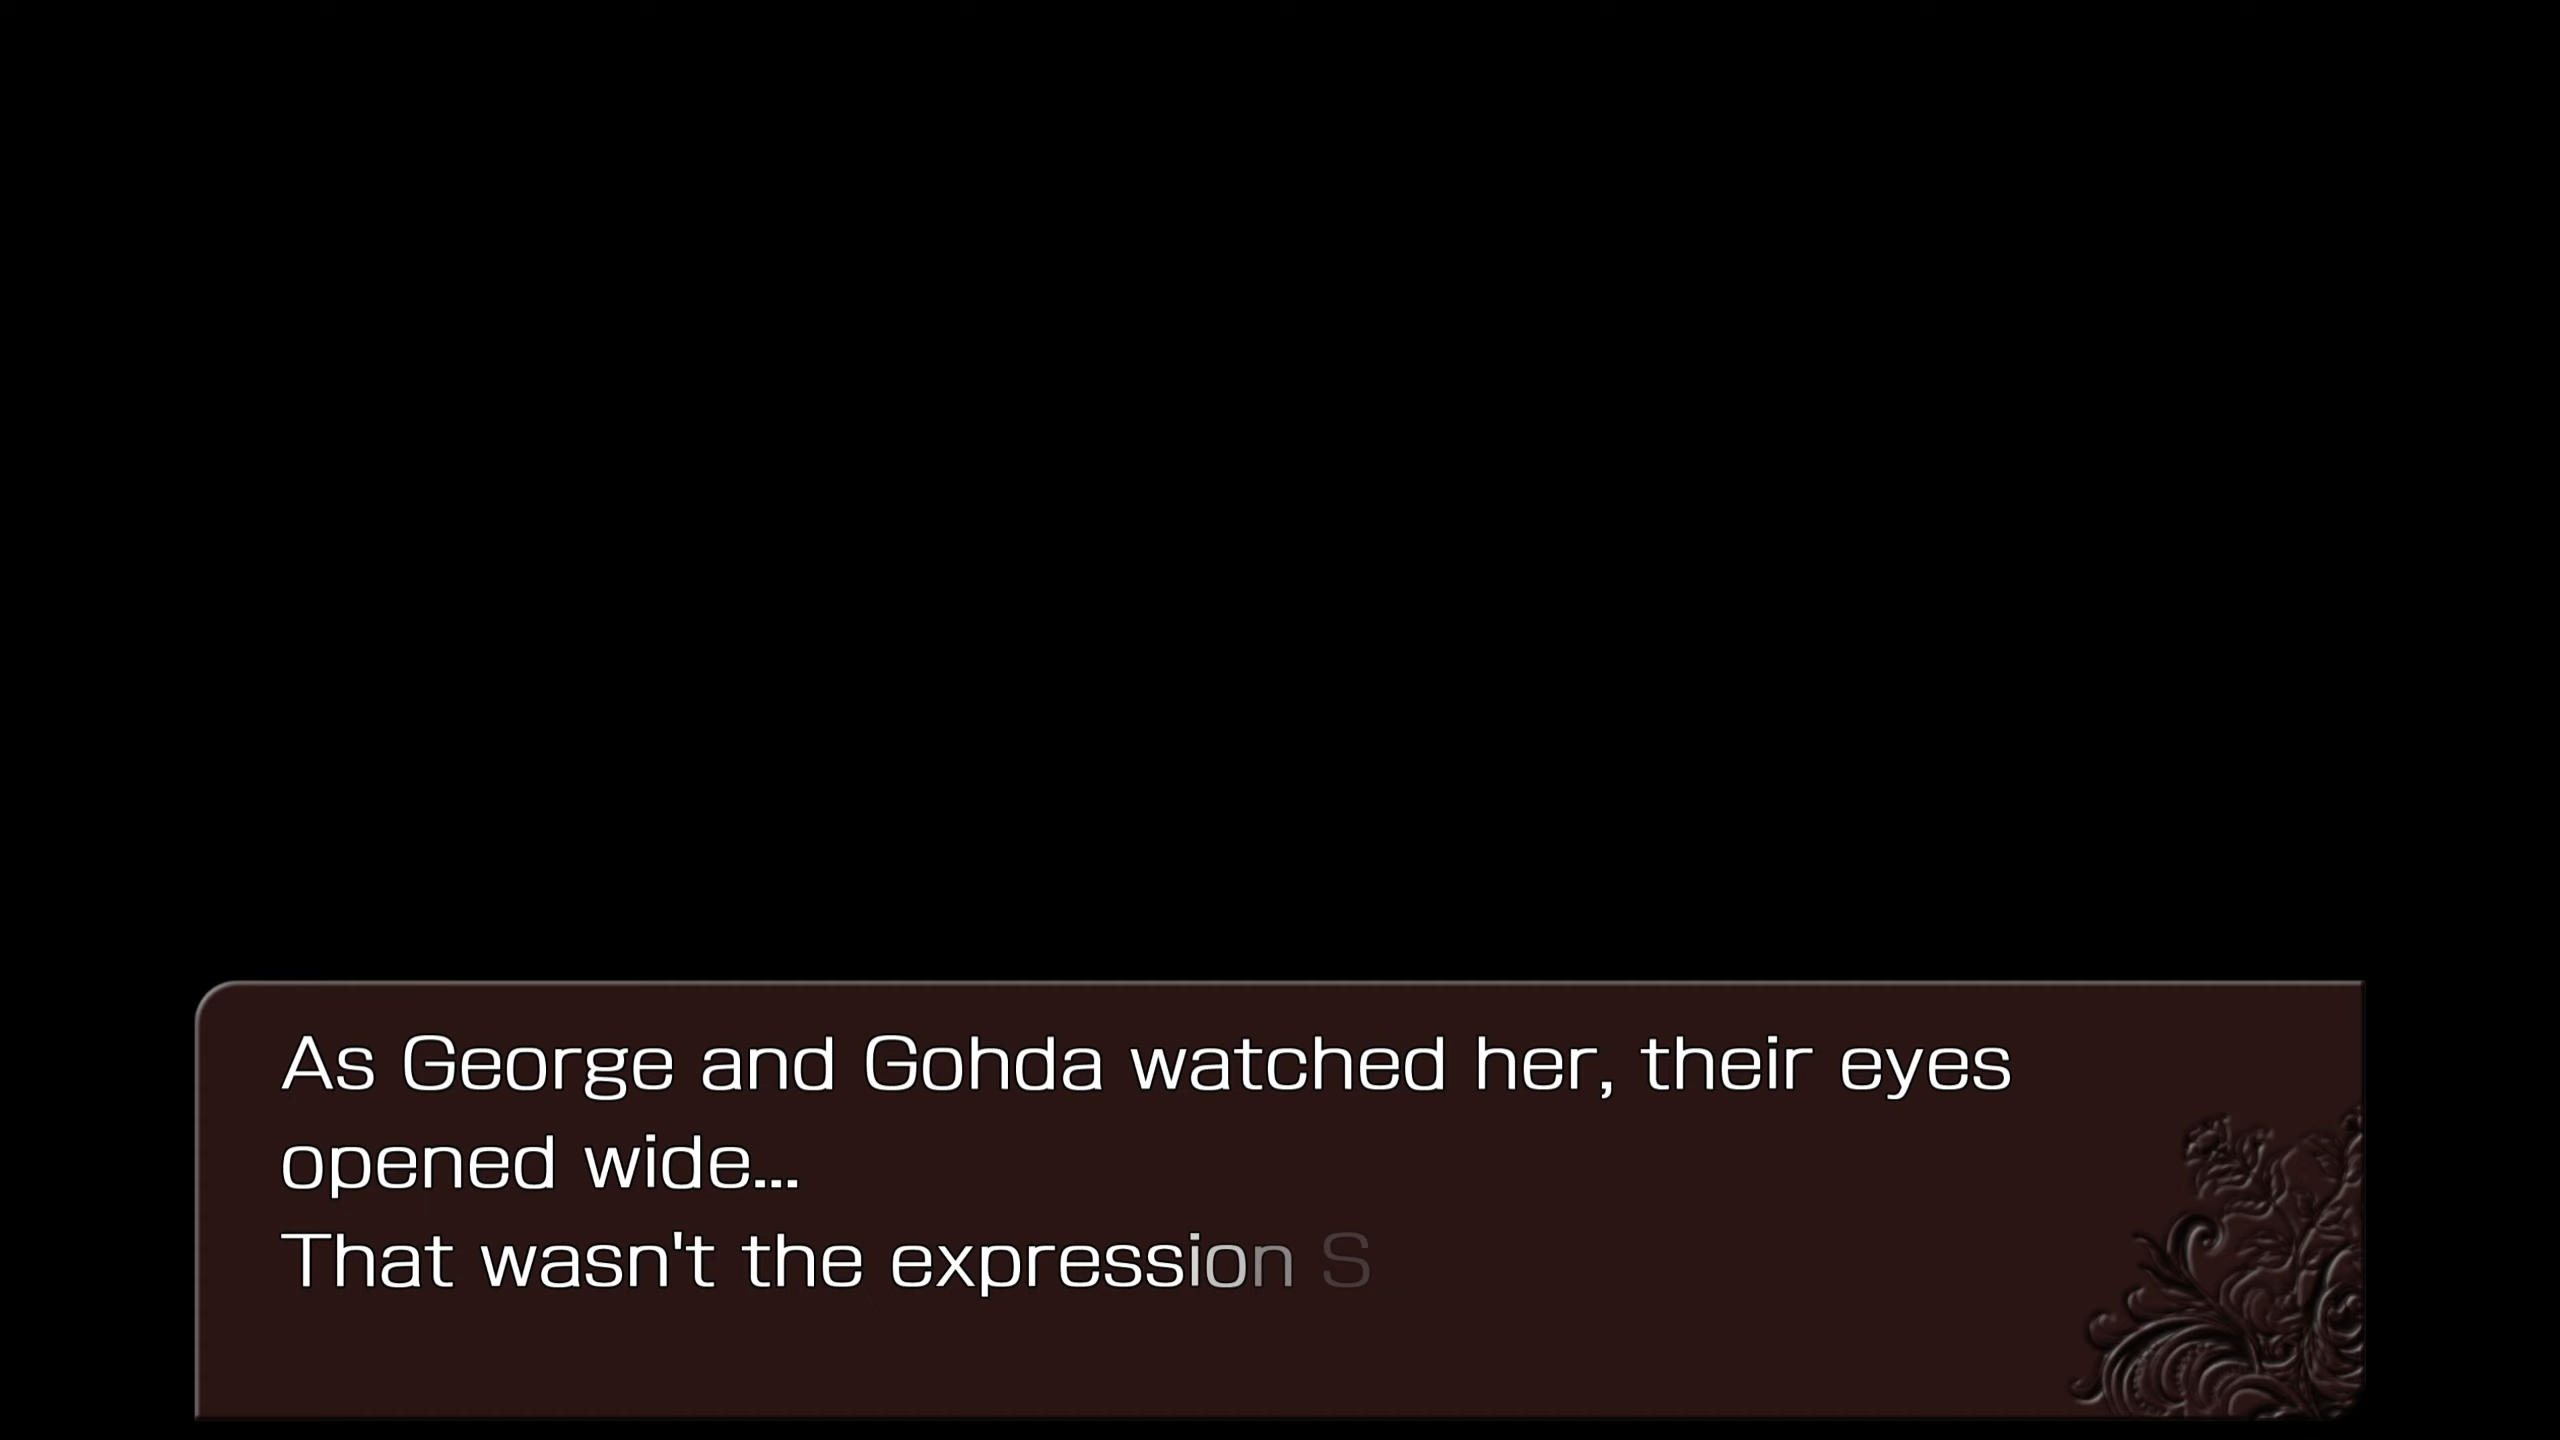 As George and Gohda watched her, their eyes
opened wide...
That wasn't the expression S